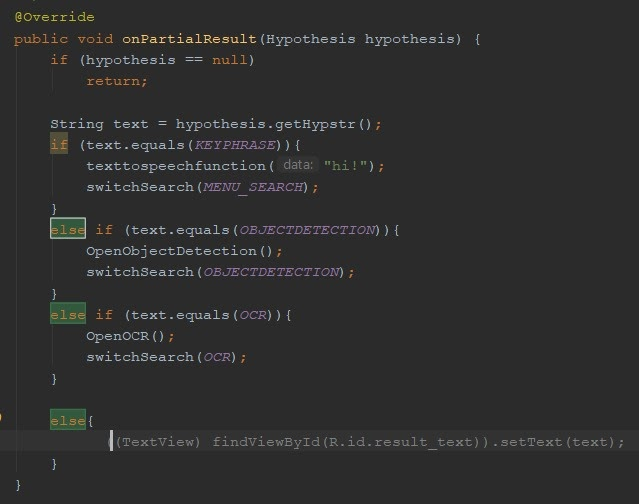 @Override
public void onPartialResult(Hypothesis hypothesis) {
if (hypothesis == null)
return;
String text = hypothesis.getHypstr();
if (text.equals(KEYPHRASE)){
texttospeechfunction( data: "hi!");
switchSearch(MENU_SEARCH);
}
else if (text.equals(OBJECTDETECTION)){
OpenObjectDetection();
switchSearch(OBJECTDETECTION);
}
else if (text.equals(OCR)){
OpenOCR();
switchSearch(OCR);
}
else{
((TextView) findViewById(R.id.result_text)).setText(text);
}
}